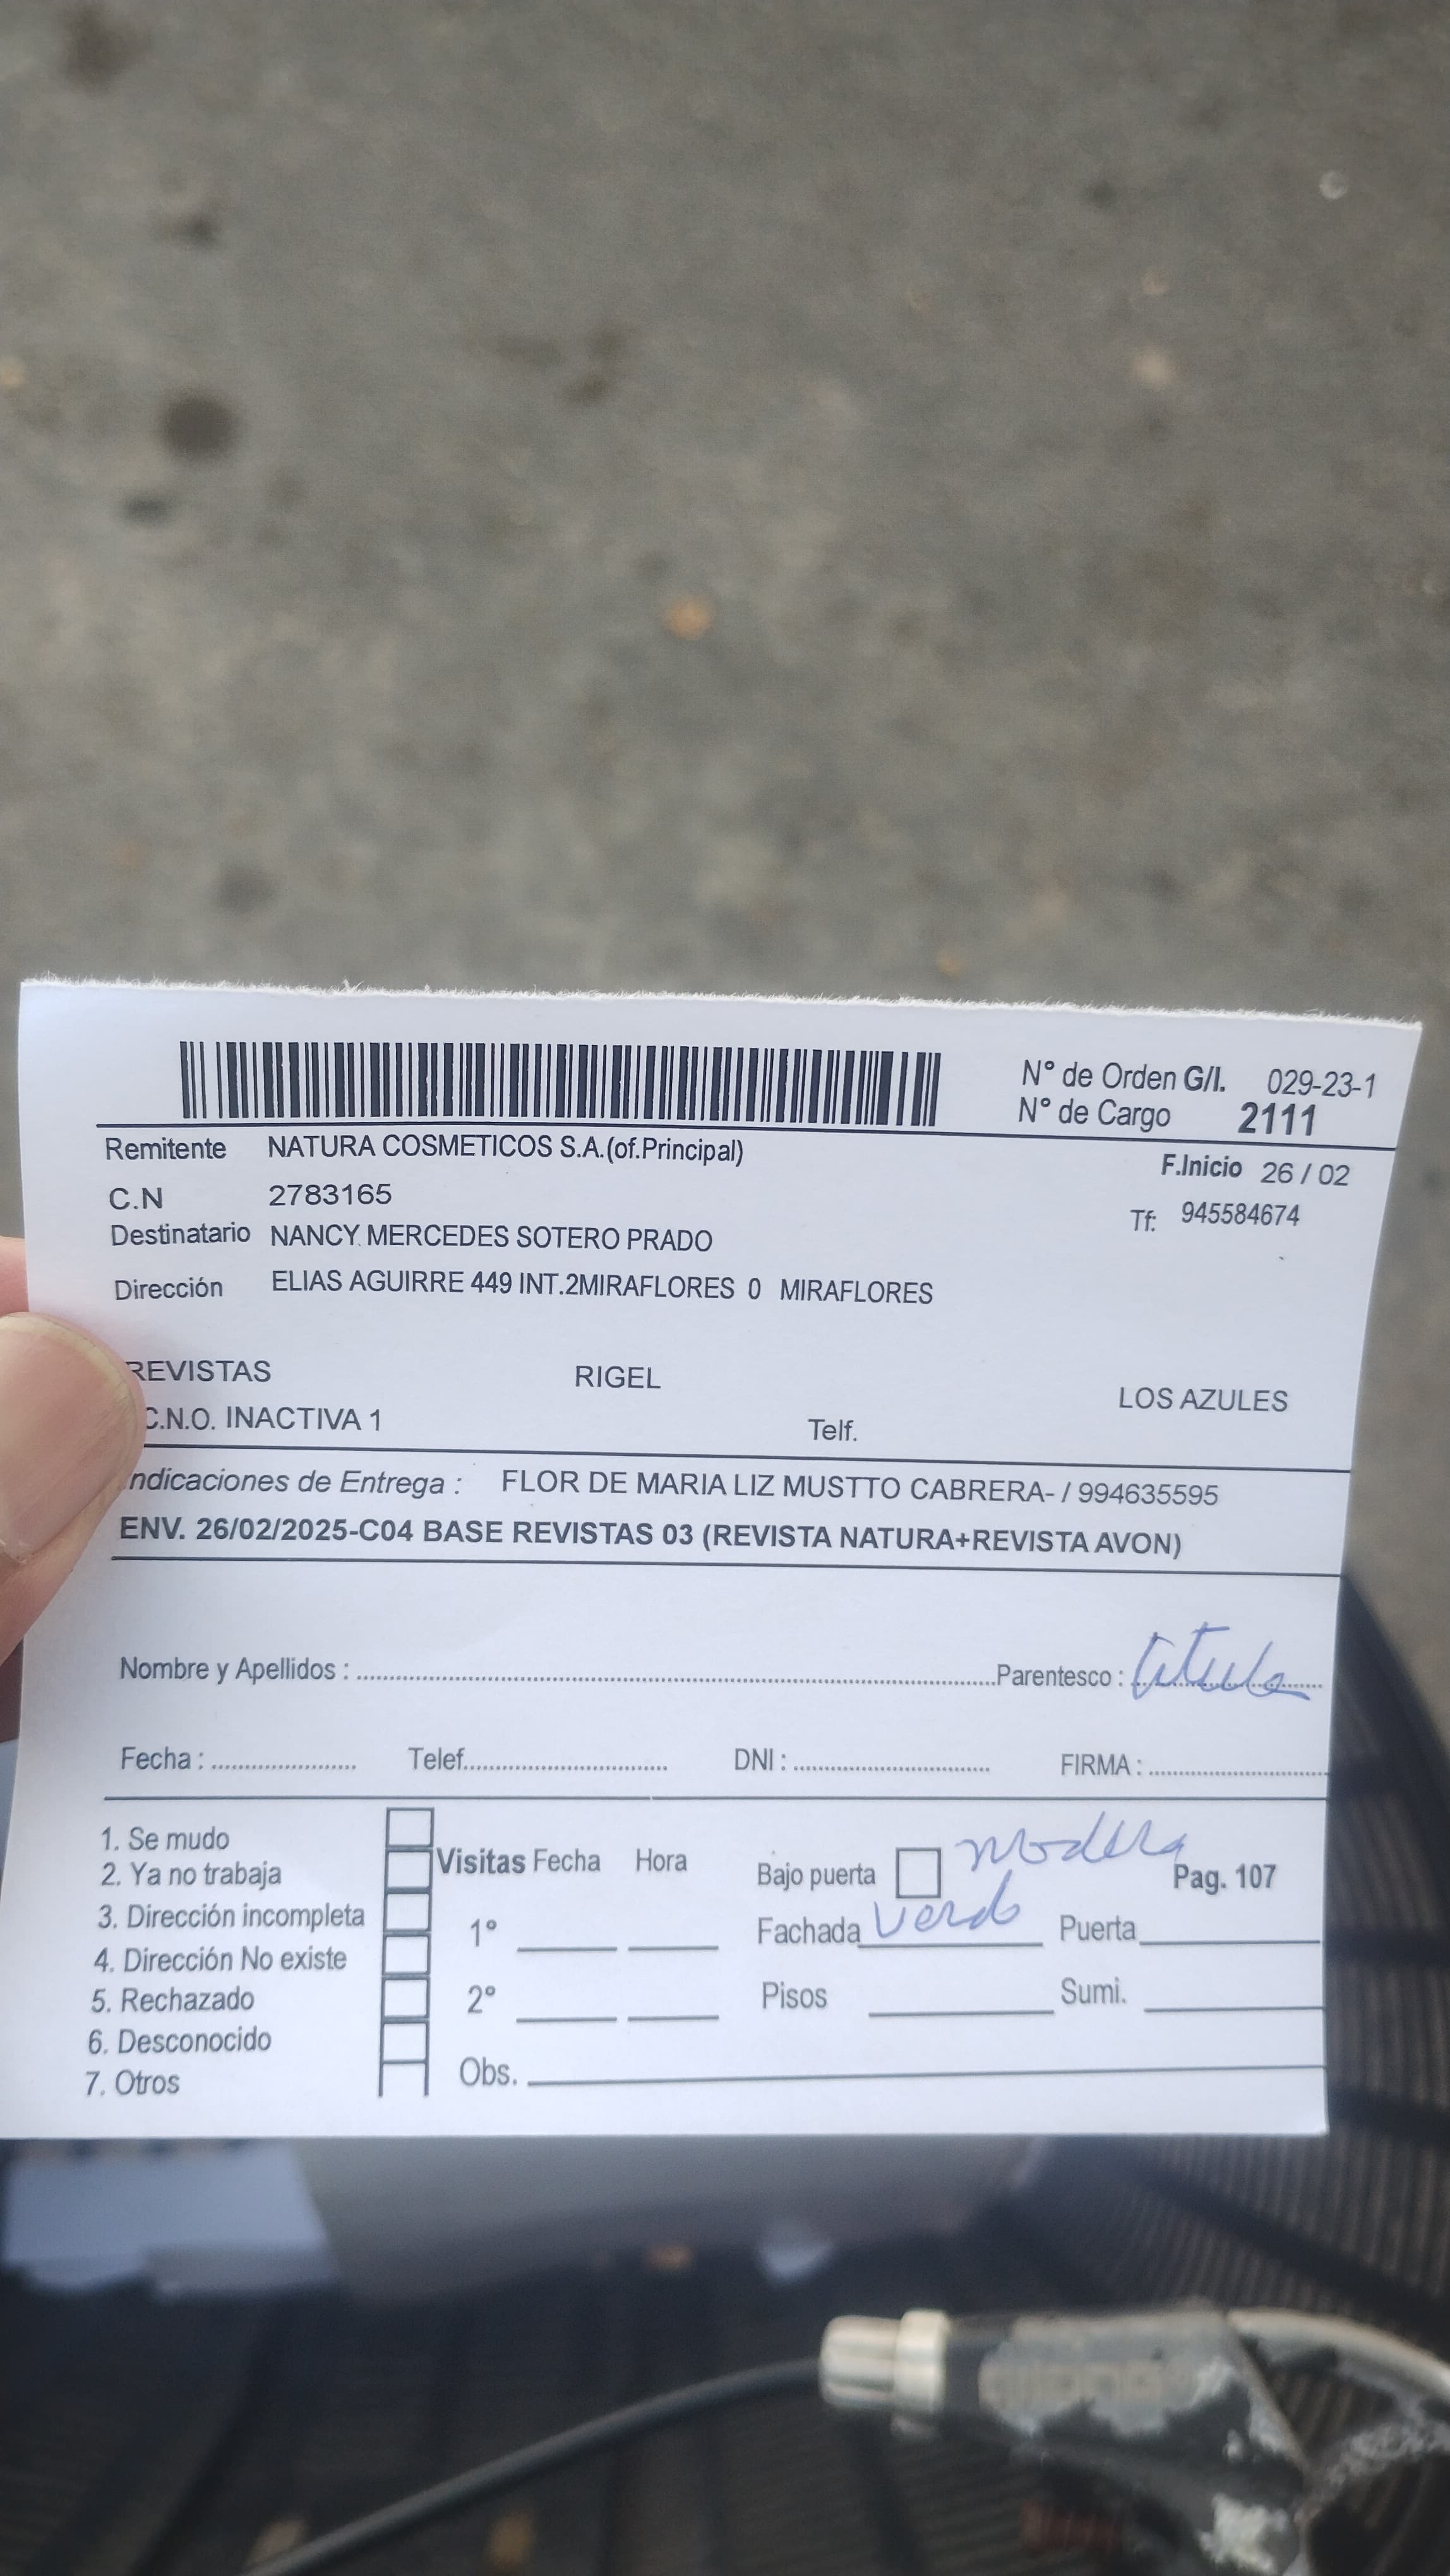 N° de Orden G/I. 029-23-1
N° de Cargo 2111
Remitente NATURA COSMETICOS S.A.(of.Principal)
F.Inicio 26 / 02
C.N 2783165
Tf: 945584674
Destinatario NANCY MERCEDES SOTERO PRADO
Dirección ELIAS AGUIRRE 449 INT.2MIRAFLORES 0 MIRAFLORES
REVISTAS RIGEL LOS AZULES
C.N.O. INACTIVA 1 Telf.
ndicaciones de Entrega : FLOR DE MARIA LIZ MUSTTO CABRERA- / 994635595
ENV. 26/02/2025-C04 BASE REVISTAS 03 (REVISTA NATURA+REVISTA AVON)
Nombre y Apellidos : Parentesco :
Fecha : Telef. DNI : FIRMA :
1. Se mudo
2. Ya no trabaja
3. Dirección incompleta
4. Dirección No existe
5. Rechazado
6. Desconocido
7. Otros
Visitas Fecha Hora
1°
2°
Obs.
Bajo puerta Pag. 107
Fachada Puerta
Pisos Sumi.